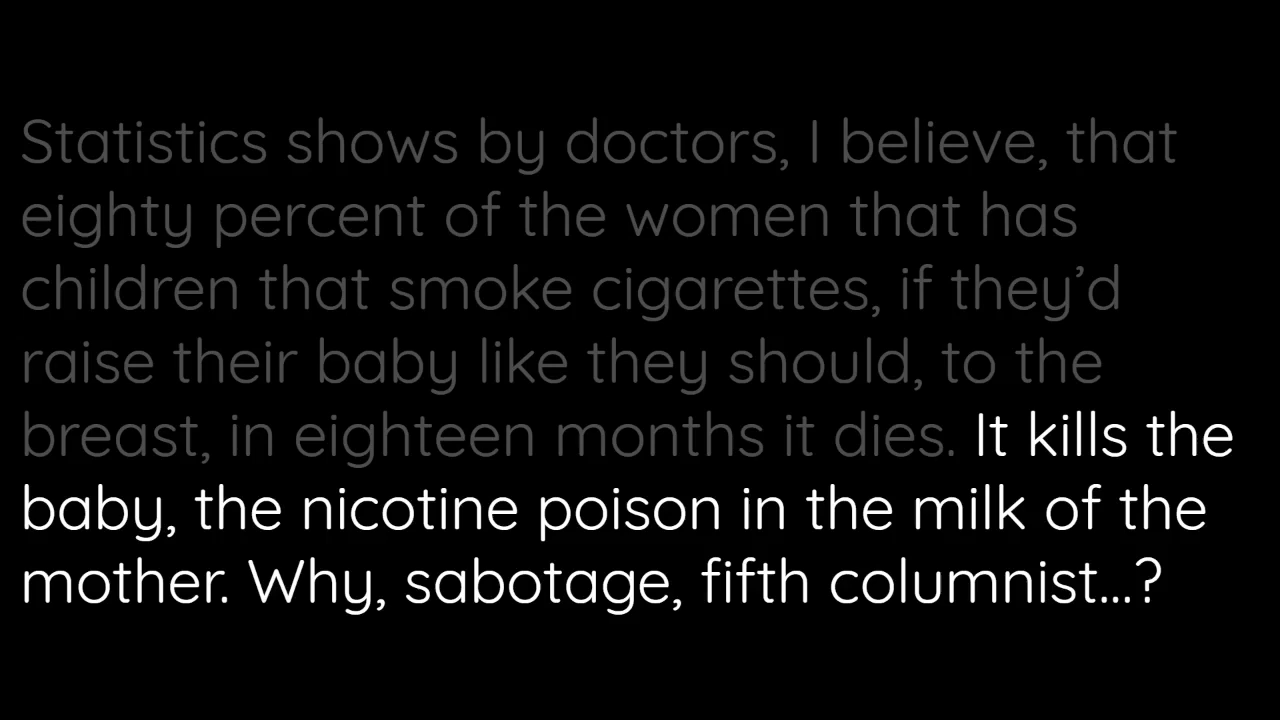 Statistics shows by doctors, I believe, that
eighty percent of the women that has
children that smoke cigarettes, if they’d
raise their baby like they should, to the
breast, in eighteen months it dies. It kills the
baby, the nicotine poison in the milk of the
mother. Why, sabotage, fifth columnist...?